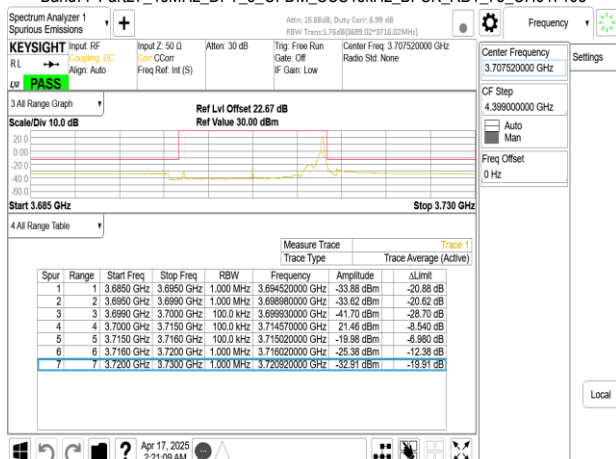 Spectrum Analyzer 1
Spurious Emissions
Attn: 15.68dB, Duty Corr: 6.99 dB
RBW Trans:1.76dB(3699.02~3716.02MHz)
Frequency
KEYSIGHT Input: RF Input Z: 50 Ω Atten: 30 dB Trig: Free Run Center Freq: 3.707520000 GHz
RL Coupling: DC Corr CCorr Gate: Off Radio Std: None
Align: Auto Freq Ref: Int (S) IF Gain: Low
PASS
Center Frequency
3.707520000 GHz
Settings
CF Step
4.399000000 GHz
Auto
Man
Freq Offset
0 Hz
3 All Range Graph
Ref Lvl Offset 22.67 dB
Scale/Div 10.0 dB Ref Value 30.00 dBm
20.0
0.00
-20.0
-40.0
-60.0
Start 3.685 GHz Stop 3.730 GHz
4 All Range Table
Measure Trace Trace 1
Trace Type Trace Average (Active)
Spur Range Start Freq Stop Freq RBW Frequency Amplitude ΔLimit
1 1 3.6850 GHz 3.6950 GHz 1.000 MHz 3.694520000 GHz -33.88 dBm -20.88 dB
2 2 3.6950 GHz 3.6990 GHz 1.000 MHz 3.698980000 GHz -33.62 dBm -20.62 dB
3 3 3.6990 GHz 3.7000 GHz 100.0 kHz 3.699930000 GHz -41.70 dBm -28.70 dB
4 4 3.7000 GHz 3.7150 GHz 100.0 kHz 3.714570000 GHz 21.46 dBm -8.540 dB
5 5 3.7150 GHz 3.7160 GHz 100.0 kHz 3.715020000 GHz -19.98 dBm -6.980 dB
6 6 3.7160 GHz 3.7200 GHz 1.000 MHz 3.716020000 GHz -25.38 dBm -12.38 dB
7 7 3.7200 GHz 3.7300 GHz 1.000 MHz 3.720920000 GHz -32.91 dBm -19.91 dB
Local
Apr 17, 2025
2:21:09 AM